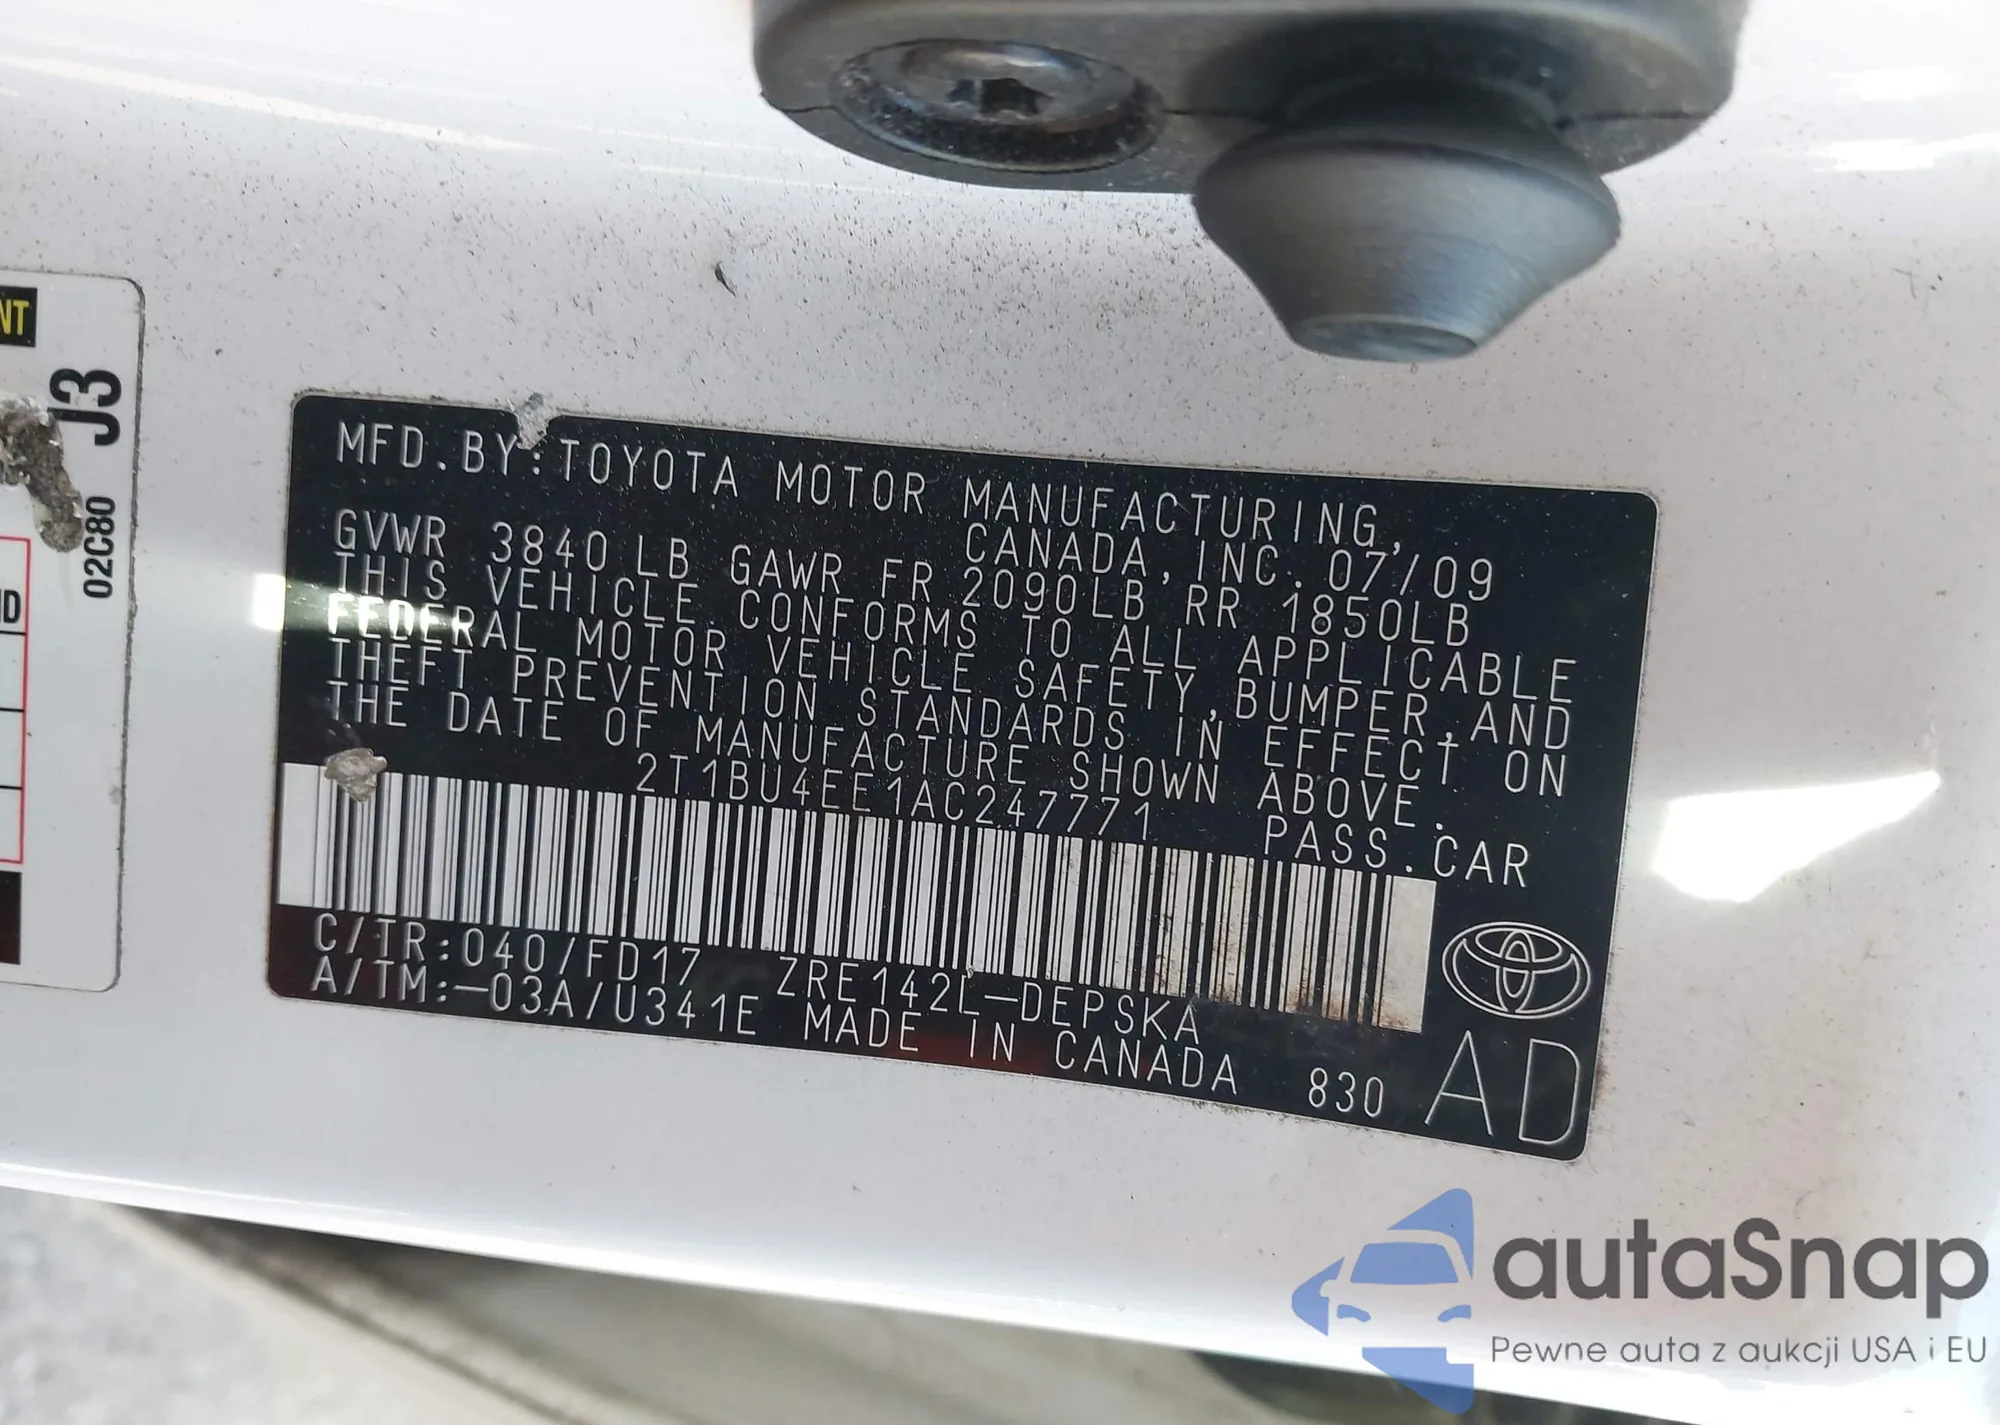 NT
J3
02C80
ND
MFD.BY:TOYOTA MOTOR MANUFACTURING,
CANADA, INC. 07/09
GVWR 3840LB GAWR FR 2090LB RR 1850LB
THIS VEHICLE CONFORMS TO ALL APPLICABLE
FEDERAL MOTOR VEHICLE SAFETY, BUMPER, AND
THEFT PREVENTION STANDARDS IN EFFECT ON
THE DATE OF MANUFACTURE SHOWN ABOVE.
2T1BU4EE1AC247771 PASS.CAR
C/TR:040/FD17 ZRE142L-DEPSKA
A/TM:-03A/U341E MADE IN CANADA 830 AD
autaSnap
Pewne auta z aukcji USA i EU